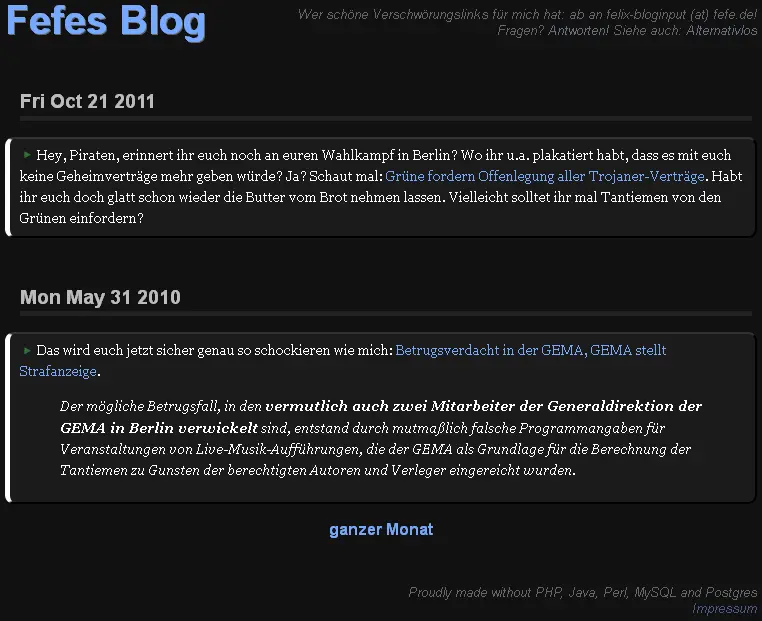 Fefes Blog
Wer schöne Verschwörungslinks für mich hat: ab an felix-bloginput (at) fefe.de!
Fragen? Antworten! Siehe auch: Alternativlos
Fri Oct 21 2011
Hey, Piraten, erinnert ihr euch noch an euren Wahlkampf in Berlin? Wo ihr u.a. plakatiert habt, dass es mit euch
keine Geheimverträge mehr geben würde? Ja? Schaut mal: Grüne fordern Offenlegung aller Trojaner-Verträge. Habt
ihr euch doch glatt schon wieder die Butter vom Brot nehmen lassen. Vielleicht solltet ihr mal Tantiemen von den
Grünen einfordern?
Mon May 31 2010
Das wird euch jetzt sicher genau so schockieren wie mich: Betrugsverdacht in der GEMA, GEMA stellt
Strafanzeige.
Der mögliche Betrugsfall, in den vermutlich auch zwei Mitarbeiter der Generaldirektion der
GEMA in Berlin verwickelt sind, entstand durch mutmaßlich falsche Programmangaben für
Veranstaltungen von Live-Musik-Aufführungen, die der GEMA als Grundlage für die Berechnung der
Tantiemen zu Gunsten der berechtigten Autoren und Verleger eingereicht wurden.
ganzer Monat
Proudly made without PHP, Java, Perl, MySQL and Postgres
Impressum